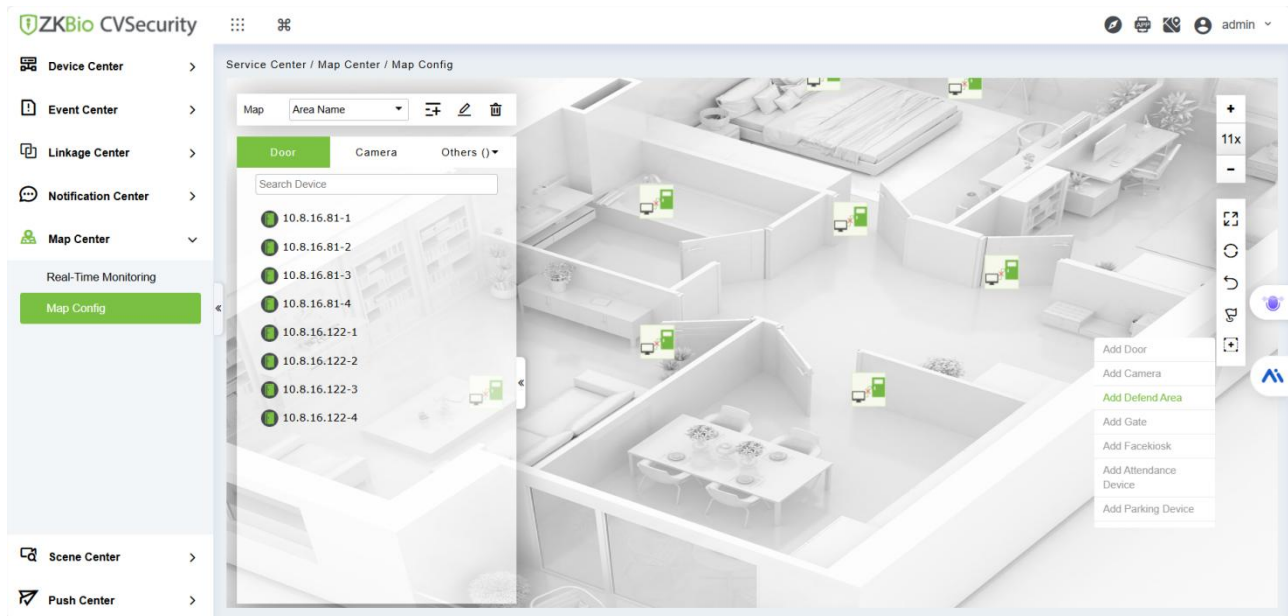 ZKBio CVSecurity
admin
Device Center
Event Center
Linkage Center
Notification Center
Map Center
Real-Time Monitoring
Map Config
Scene Center
Push Center
Service Center / Map Center / Map Config
Map
Area Name
Door
Camera
Others ()
Search Device
10.8.16.81-1
10.8.16.81-2
10.8.16.81-3
10.8.16.81-4
10.8.16.122-1
10.8.16.122-2
10.8.16.122-3
10.8.16.122-4
+
11x
-
Add Door
Add Camera
Add Defend Area
Add Gate
Add Facekiosk
Add Attendance
Device
Add Parking Device